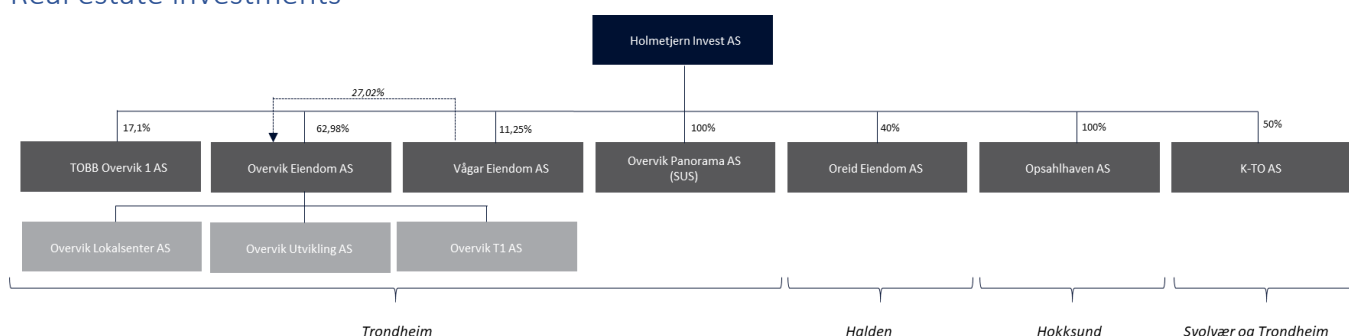 Real estate investments
Holmetjern Invest AS
27,02%
17,1%
62,98%
11,25%
100%
40%
100%
50%
TOBB Overvik 1 AS
Overvik Eiendom AS
Vågar Eiendom AS
Overvik Panorama AS
(SUS)
Oreid Eiendom AS
Opsahlhaven AS
K-TO AS
Overvik Lokalsenter AS
Overvik Utvikling AS
Overvik T1 AS
Trondheim
Halden
Hokksund
Svolvær og Trondheim